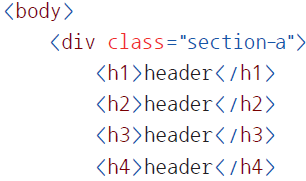 <body>
<div class="section-a">
<h1>header</h1>
<h2>header</h2>
<h3>header</h3>
<h4>header</h4>